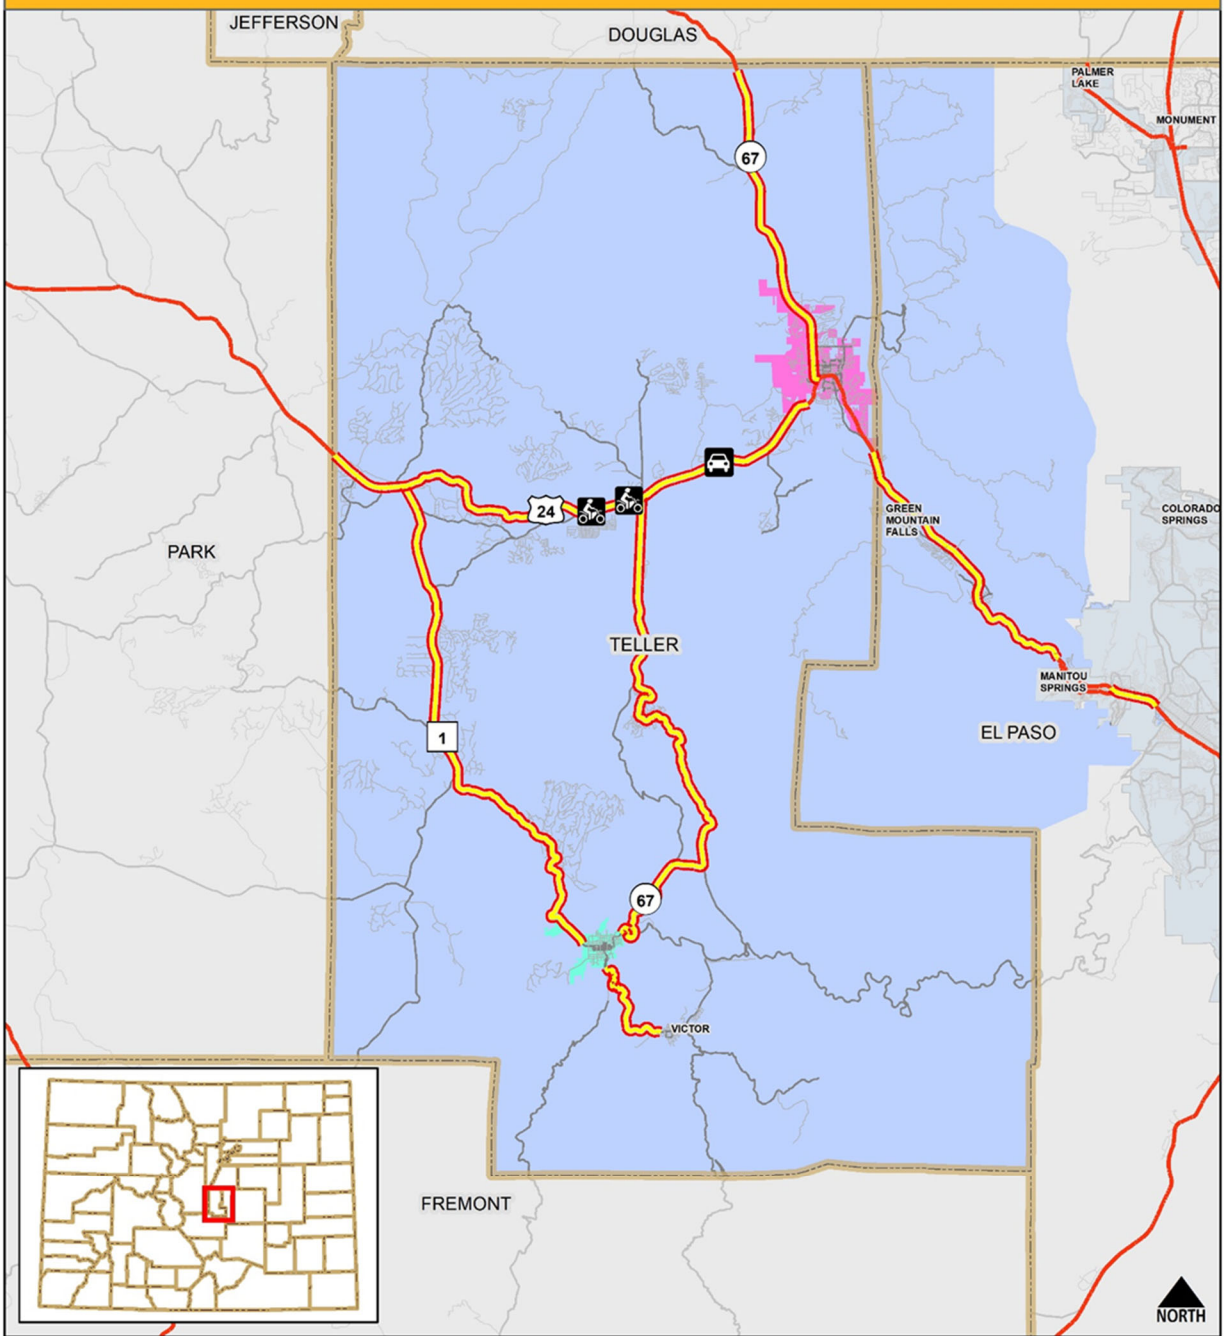 JEFFERSON
DOUGLAS
PALMER
LAKE
MONUMENT
67
24
GREEN
MOUNTAIN
FALLS
COLORADO
SPRINGS
PARK
TELLER
MANITOU
SPRINGS
1
EL PASO
67
VICTOR
FREMONT
NORTH